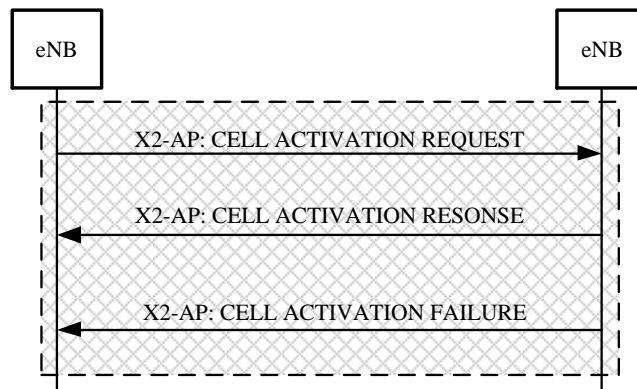 eNB
eNB
X2-AP: CELL ACTIVATION REQUEST
X2-AP: CELL ACTIVATION RESONSE
X2-AP: CELL ACTIVATION FAILURE